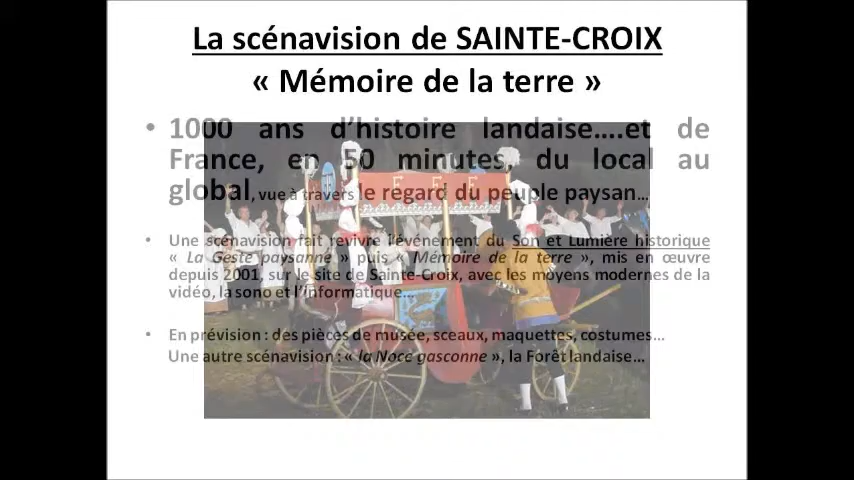 La scénavision de SAINTE-CROIX
« Mémoire de la terre »
• 1000 ans d’histoire landaise….et de
France, en 50 minutes, du local au
global, vue à travers le regard du peuple paysan…
• Une scénavision fait revivre l’événement du Son et Lumière historique
« La Geste paysanne » puis « Mémoire de la terre », mis en œuvre
depuis 2001, sur le site de Sainte-Croix, avec les moyens modernes de la
vidéo, la sono et l’informatique…
• En prévision : des pièces de musée, sceaux, maquettes, costumes…
Une autre scénavision : « la Noce gasconne », la Forêt landaise…